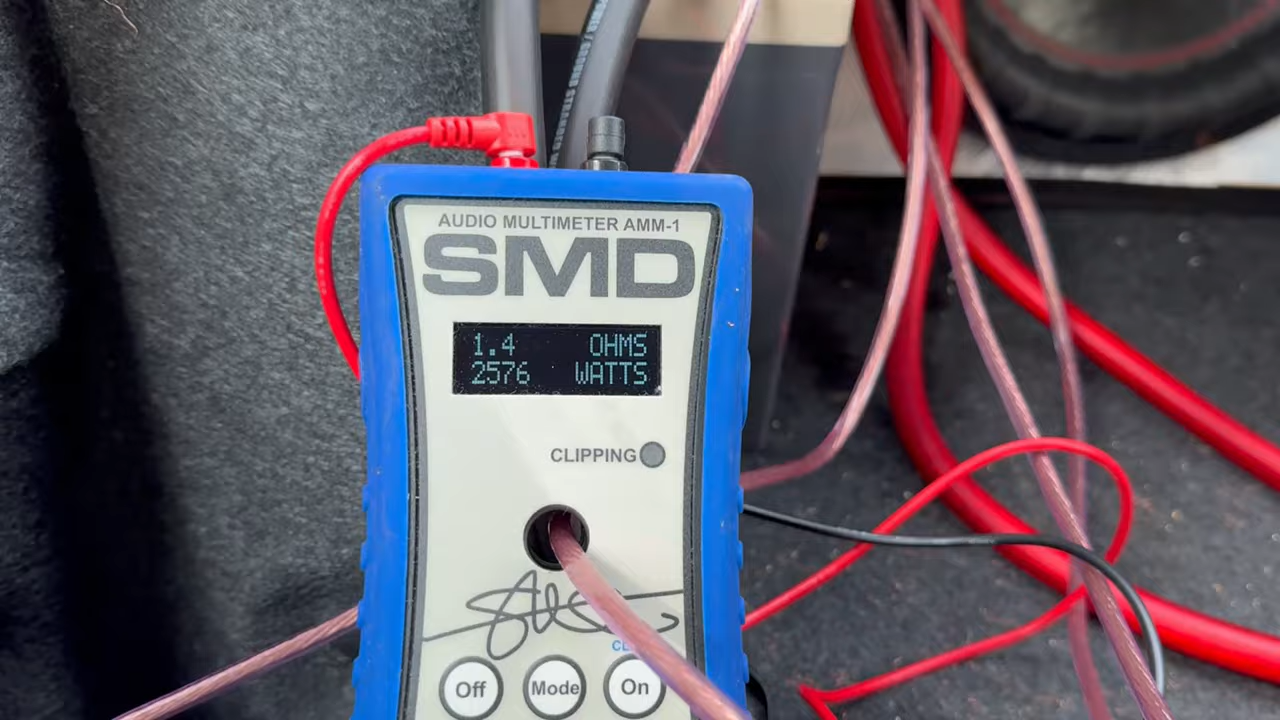 AUDIO MULTIMETER AMM-1
SMD
1.4 OHMS
2576 WATTS
CLIPPING
Off Mode On